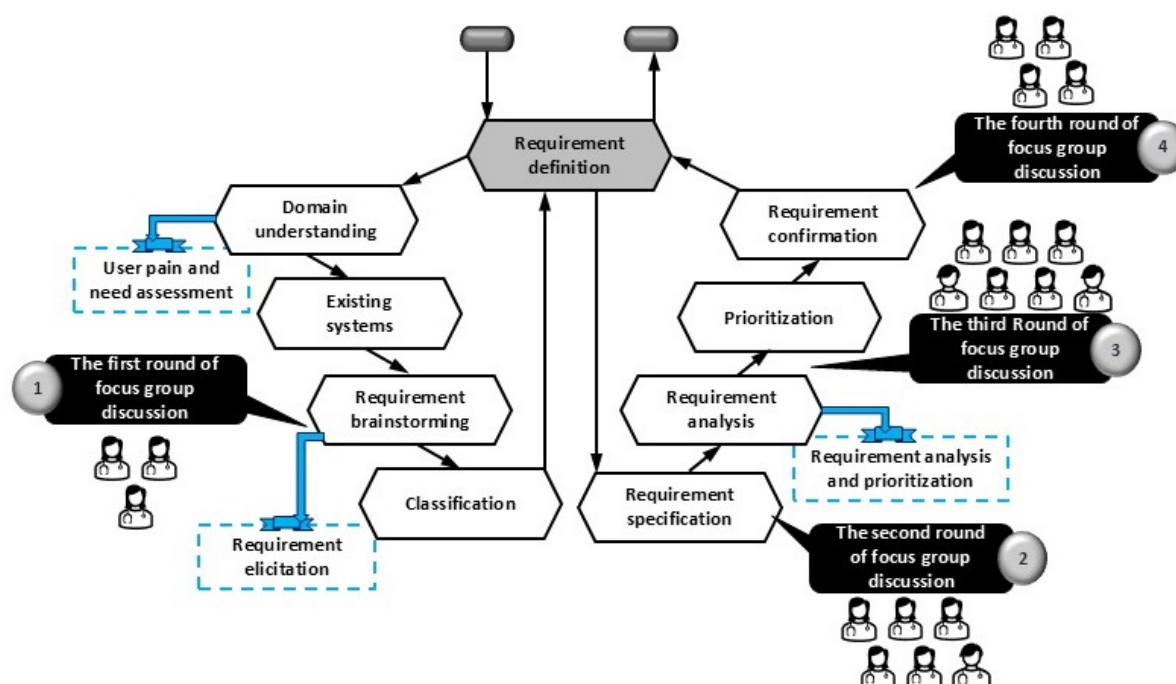 Requirement
definition
Domain
understanding
User pain and
need assessment
Existing
systems
1
The first round of
focus group
discussion
Requirement
brainstorming
Classification
Requirement
elicitation
The fourth round of
focus group
discussion
4
Requirement
confirmation
Prioritization
The third Round of
focus group
discussion
3
Requirement
analysis
Requirement analysis
and prioritization
Requirement
specification
The second round
of focus group
discussion
2